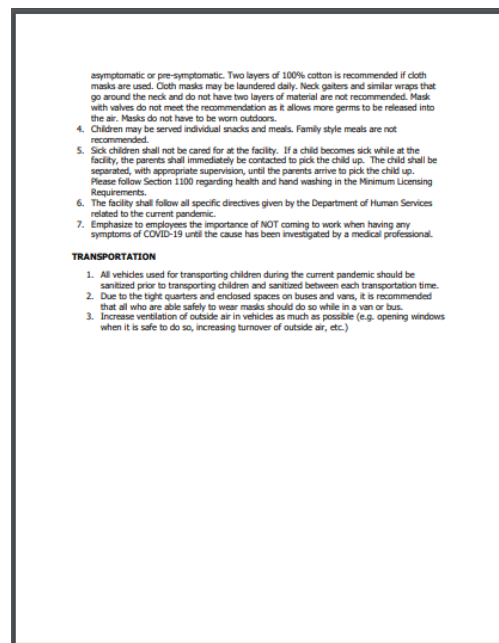 asymptomatic or pre-symptomatic. Two layers of 100% cotton is recommended if cloth
masks are used. Cloth masks may be laundered daily. Neck gaiters and similar wraps that
go around the neck and do not have two layers of material are not recommended. Mask
with valves do not meet the recommendation as it allows more germs to be released into
the air. Masks do not have to be worn outdoors.
4. Children may be served individual snacks and meals. Family style meals are not
recommended.
5. Sick children shall not be cared for at the facility. If a child becomes sick while at the
facility, the parents shall immediately be contacted to pick the child up. The child shall be
separated, with appropriate supervision, until the parents arrive to pick the child up.
Please follow Section 1100 regarding health and hand washing in the Minimum Licensing
Requirements.
6. The facility shall follow all specific directives given by the Department of Human Services
related to the current pandemic.
7. Emphasize to employees the importance of NOT coming to work when having any
symptoms of COVID-19 until the cause has been investigated by a medical professional.
TRANSPORTATION
1. All vehicles used for transporting children during the current pandemic should be
sanitized prior to transporting children and sanitized between each transportation time.
2. Due to the tight quarters and enclosed spaces on buses and vans, it is recommended
that all who are able safely to wear masks should do so while in a van or bus.
3. Increase ventilation of outside air in vehicles as much as possible (e.g. opening windows
when it is safe to do so, increasing turnover of outside air, etc.)